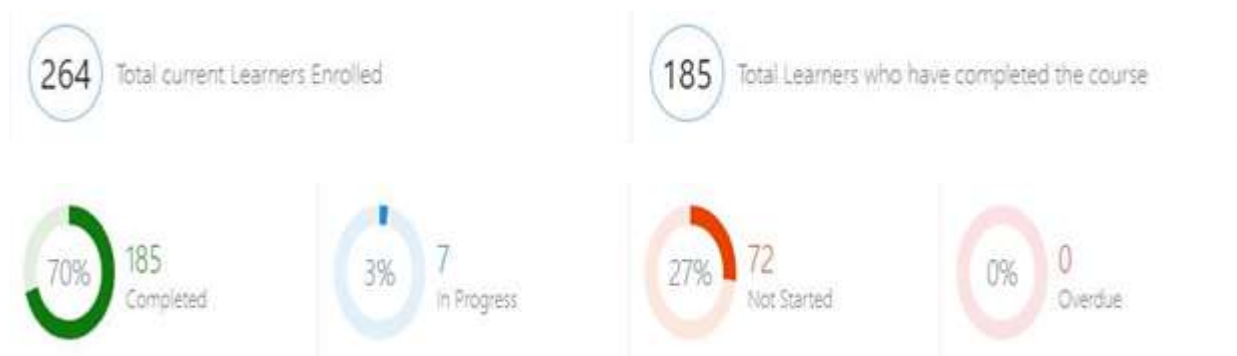 264 Total current Learners Enrolled
185 Total Learners who have completed the course
70% 185 Completed
3% 7 In Progress
27% 72 Not Started
0% 0 Overdue